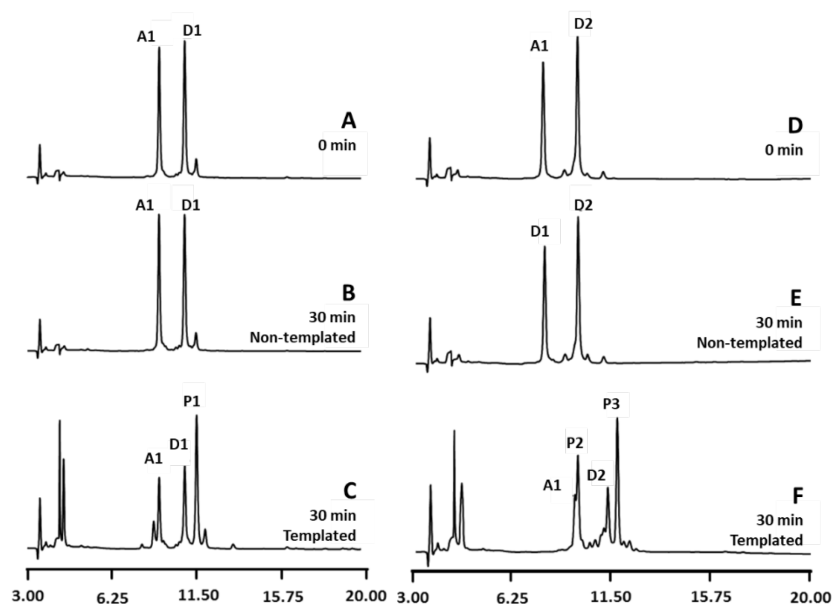 A1 D1
A
0 min
A1 D1
B
30 min
Non-templated
P1
D1
A1
C
30 min
Templated
3.00 6.25 11.50 15.75 20.00
D2
A1
D
0 min
D2
D1
E
30 min
Non-templated
P3
P2
D2
A1
F
30 min
Templated
3.00 6.25 11.50 15.75 20.00